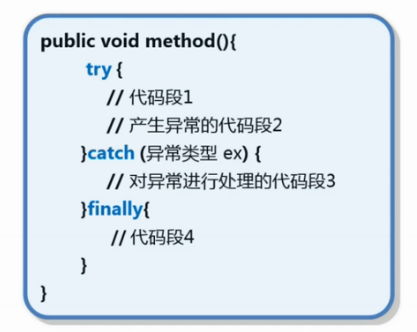 public void method(){
try {
// 代码段1
// 产生异常的代码段2
}catch (异常类型 ex) {
// 对异常进行处理的代码段3
}finally{
// 代码段4
}
}